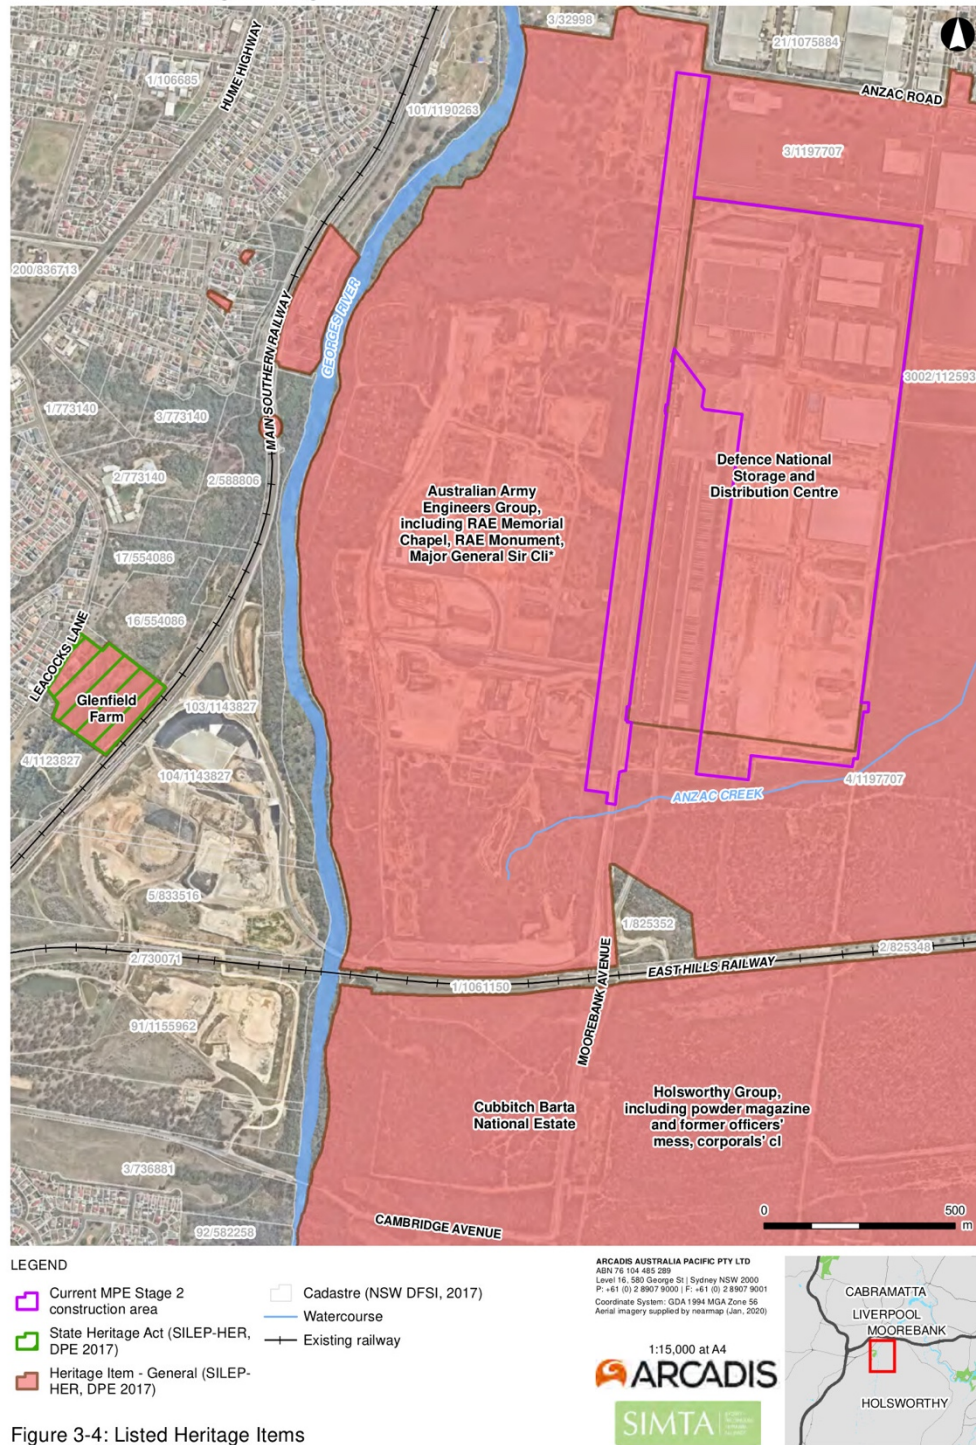 3/32998
21/1075884
1/106685
HUME HIGHWAY
101/1190263
ANZAC ROAD
3/1197707
200/836713
GEORGES RIVER
MAIN SOUTHERN RAILWAY
1/773140
3/773140
3002/112593
2/773140
2/588806
Defence National
Storage and
Distribution Centre
Australian Army
Engineers Group,
including RAE Memorial
Chapel, RAE Monument,
Major General Sir Cli*
17/554086
16/554086
LEACOCKS LANE
Glenfield
Farm
103/1143827
4/1123827
104/1143827
4/1197707
ANZAC CREEK
5/833516
1/825352
2/825348
2/730071
EAST HILLS RAILWAY
1/1061150
MOOREBANK AVENUE
91/1155962
Cubbitch Barta
National Estate
Holsworthy Group,
including powder magazine
and former officers'
mess, corporals' cl
3/736881
92/582258
CAMBRIDGE AVENUE
0 500
m
LEGEND
Current MPE Stage 2
construction area
State Heritage Act (SILEP-HER,
DPE 2017)
Heritage Item - General (SILEP-
HER, DPE 2017)
Cadastre (NSW DFSI, 2017)
Watercourse
Existing railway
ARCADIS AUSTRALIA PACIFIC PTY LTD
ABN 76 104 485 289
Level 16, 580 George St | Sydney NSW 2000
P: +61 (0) 2 8907 9000 | F: +61 (0) 2 8907 9001
Coordinate System: GDA 1994 MGA Zone 56
Aerial imagery supplied by nearmap (Jan, 2020)
1:15,000 at A4
ARCADIS
SIMTA
CABRAMATTA
LIVERPOOL
MOOREBANK
HOLSWORTHY
Figure 3-4: Listed Heritage Items